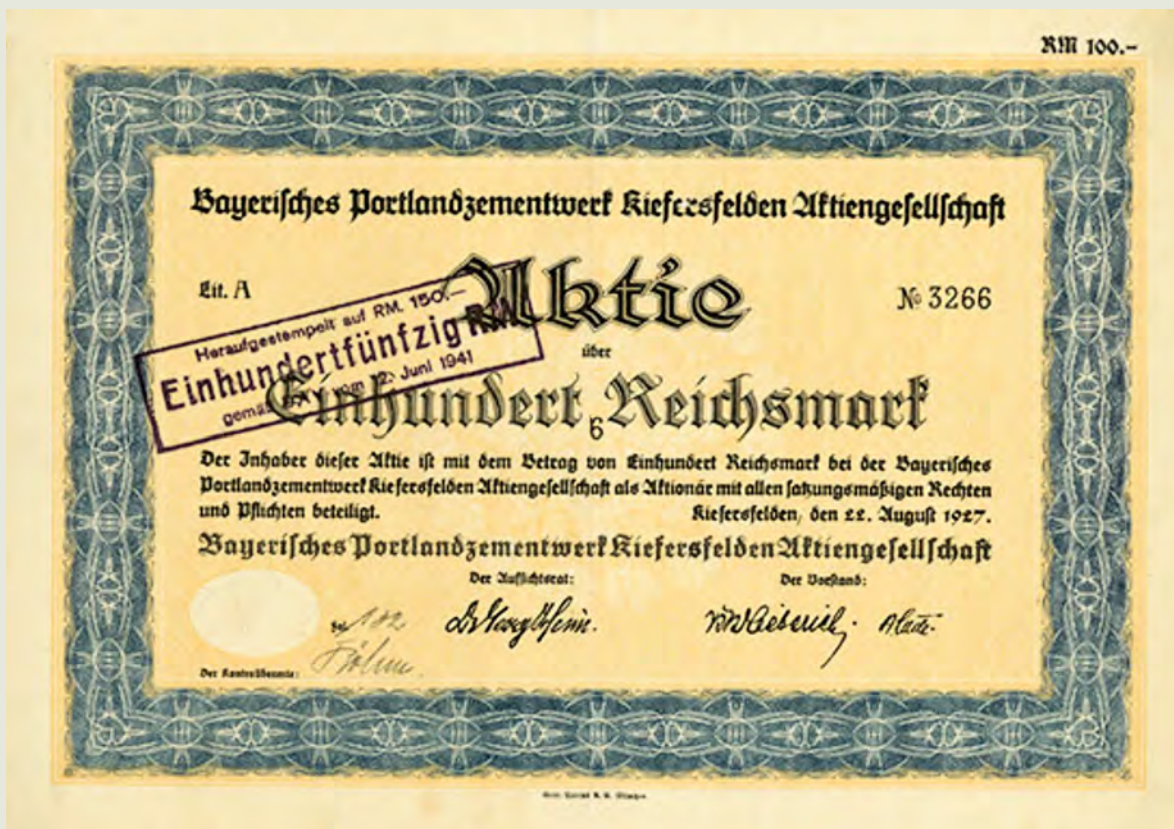 RM 100.-
Bayerisches Portlandzementwerk Kiefersfelden Aktiengesellschaft
Lit. A
Aktie
№ 3266
Heraufgestempelt auf RM. 150.—
Einhundertfünfzig RM
gemäß vom 12. Juni 1941
über
Einhundert Reichsmark
6
Der Inhaber dieser Aktie ist mit dem Betrag von Einhundert Reichsmark bei der Bayerisches
Portlandzementwerk Kiefersfelden Aktiengesellschaft als Aktionär mit allen satzungsmäßigen Rechten
und Pflichten beteiligt. Kiefersfelden, den 22. August 1927.
Bayerisches Portlandzementwerk Kiefersfelden Aktiengesellschaft
Der Aufsichtsrat: Der Vorstand:
102
Der Kontrollbeamte: